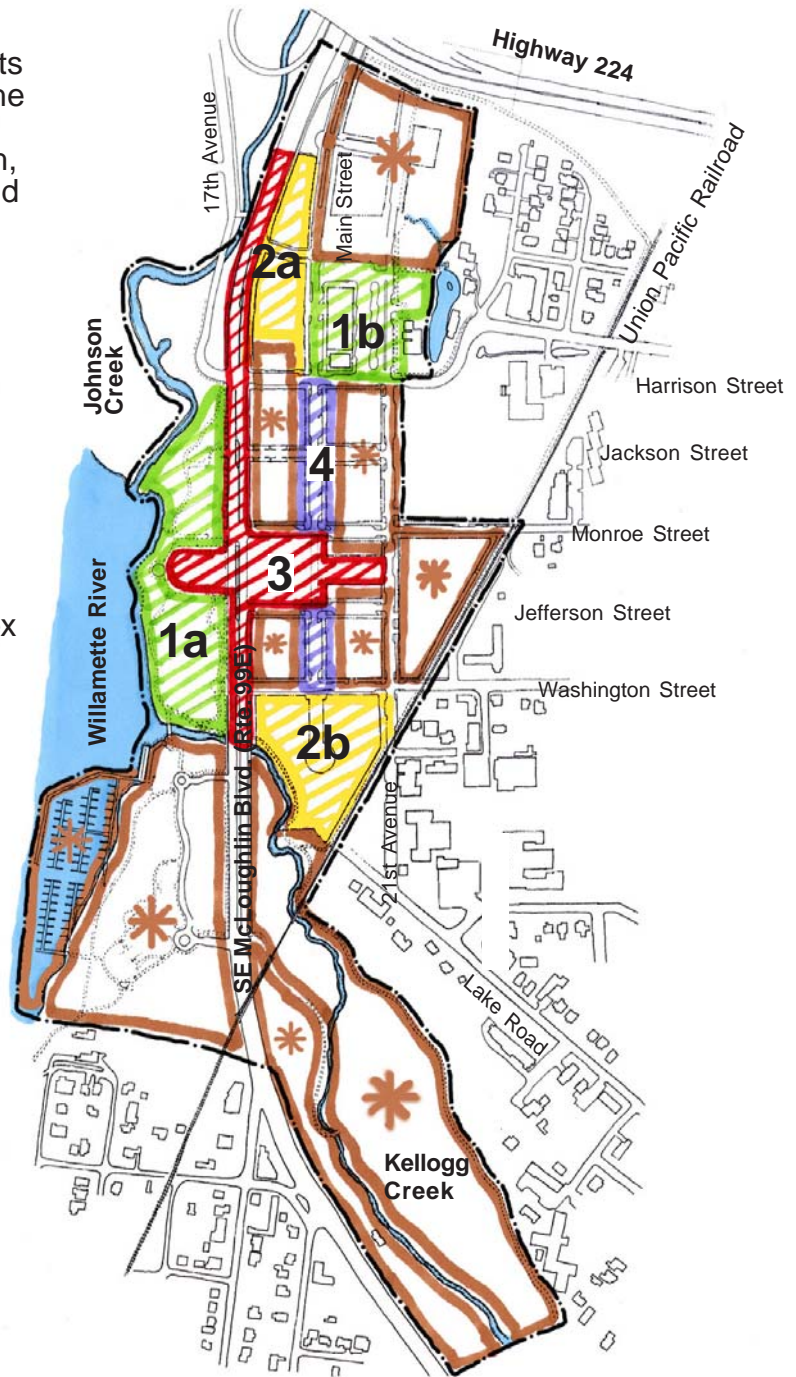 ts
ne
n,
d
x
Highway 224
17th Avenue
Main Street
Union Pacific Railroad
2a
1b
Johnson
Creek
Harrison Street
4
Jackson Street
Monroe Street
3
Willamette River
1a
Jefferson Street
Washington Street
SE McLoughlin Blvd (Rte 99E)
2b
21st Avenue
Lake Road
Kellogg
Creek